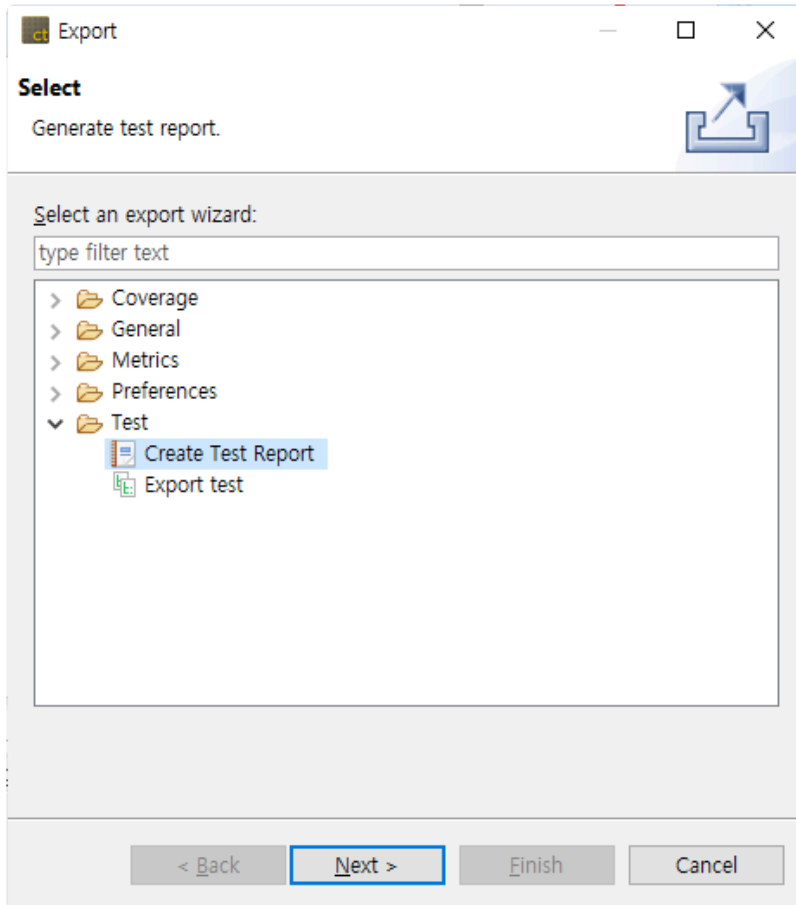 ct Export
Select
Generate test report.
Select an export wizard:
type filter text
Coverage
General
Metrics
Preferences
Test
Create Test Report
Export test
< Back Next > Finish Cancel